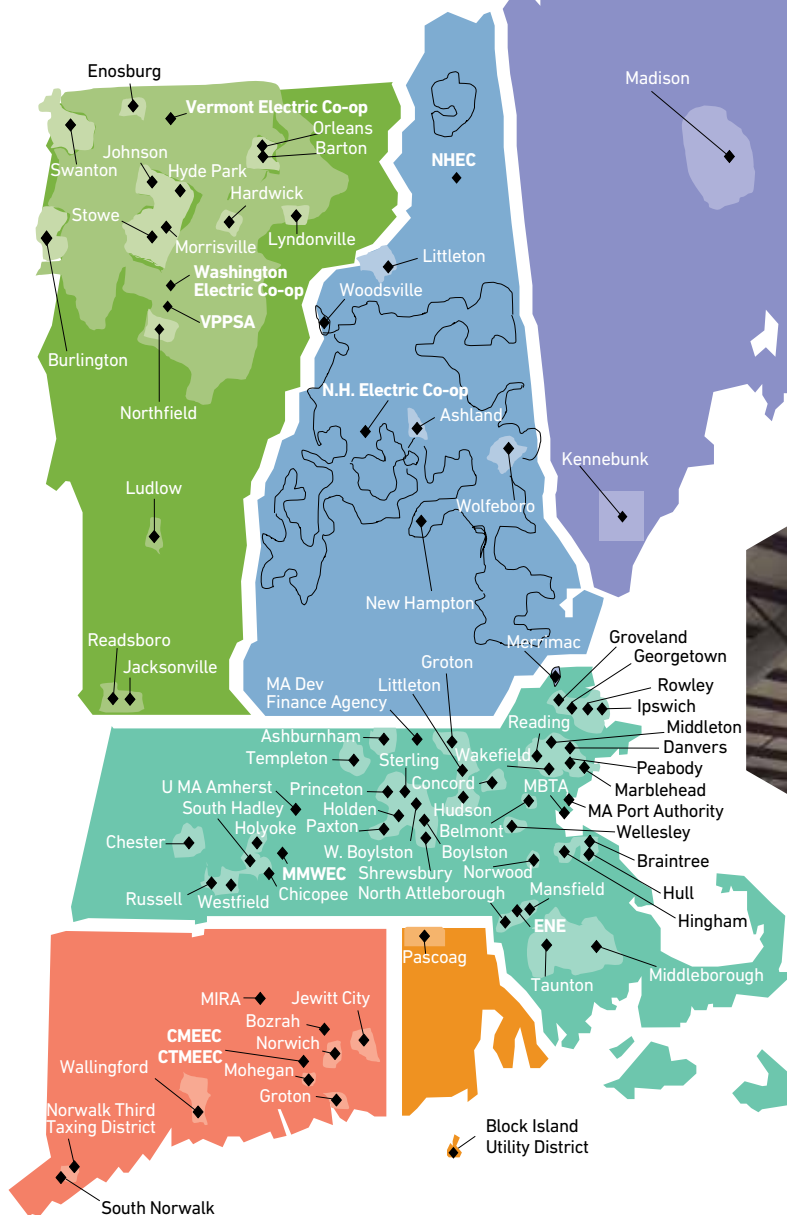 Enosburg
Vermont Electric Co-op
Orleans
Barton
Swanton
Johnson
Hyde Park
Hardwick
Stowe
Morrisville
Lyndonville
Washington
Electric Co-op
VPPSA
Burlington
Northfield
Ludlow
Readsboro
Jacksonville
NHEC
Littleton
Woodsville
N.H. Electric Co-op
Ashland
Wolfeboro
New Hampton
Madison
Kennebunk
Merrimac
Groveland
Georgetown
Rowley
Ipswich
Middleton
Danvers
Peabody
Marblehead
MA Port Authority
Wellesley
Braintree
Hull
Hingham
Groton
Littleton
MA Dev
Finance Agency
Reading
Ashburnham
Templeton
Sterling
Wakefield
Concord
MBTA
U MA Amherst
Princeton
South Hadley
Holden
Hudson
Holyoke
Paxton
Belmont
Chester
W. Boylston
Boylston
MMWEC
Shrewsbury
Norwood
Russell
Westfield
Chicopee
North Attleborough
Mansfield
ENE
Taunton
Middleborough
Pascoag
MIRA
Jewitt City
Bozrah
CMEEC
CTMEEC
Norwich
Mohegan
Wallingford
Groton
Norwalk Third
Taxing District
South Norwalk
Block Island
Utility District